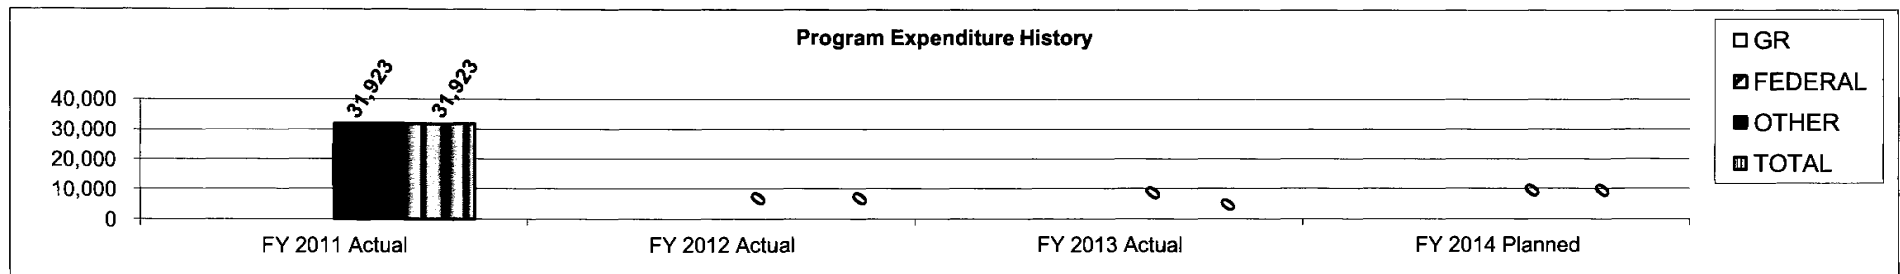 Program Expenditure History
GR
FEDERAL
OTHER
TOTAL
31,923
31,923
40,000
30,000
20,000
10,000
0
0
0
0
0
0
0
FY 2011 Actual
FY 2012 Actual
FY 2013 Actual
FY 2014 Planned